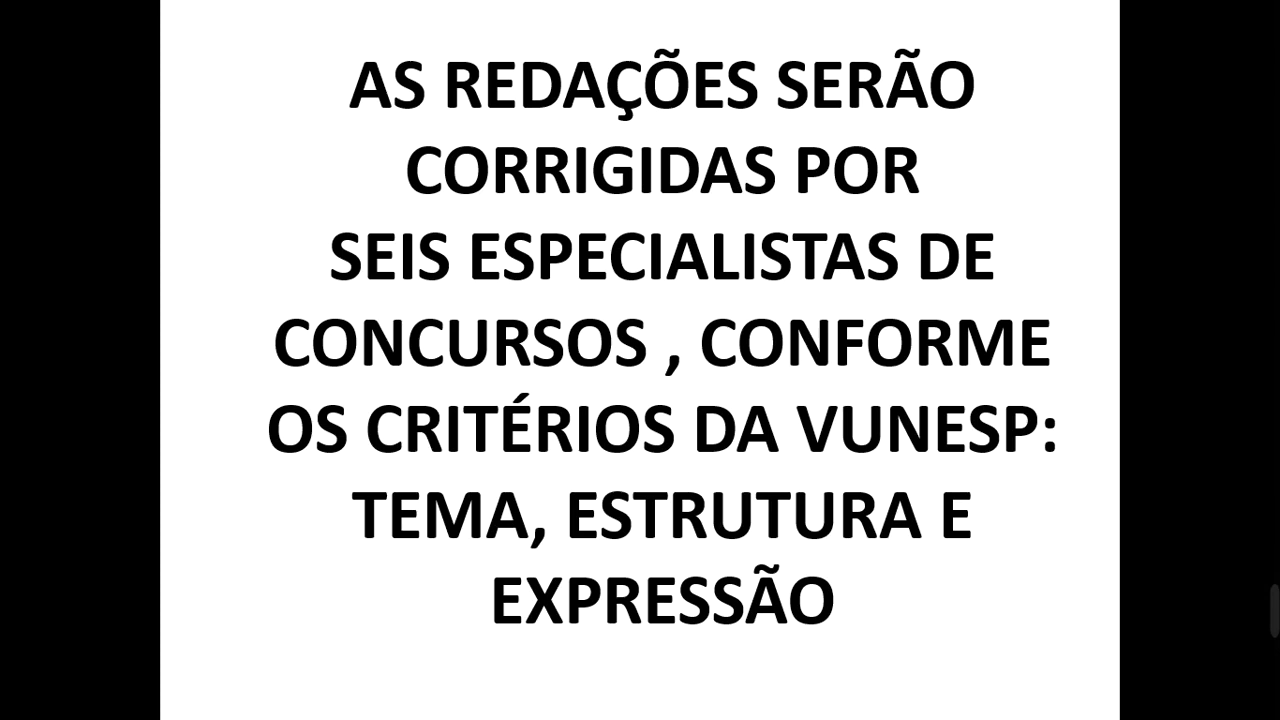 AS REDAÇÕES SERÃO
CORRIGIDAS POR
SEIS ESPECIALISTAS DE
CONCURSOS , CONFORME
OS CRITÉRIOS DA VUNESP:
TEMA, ESTRUTURA E
EXPRESSÃO